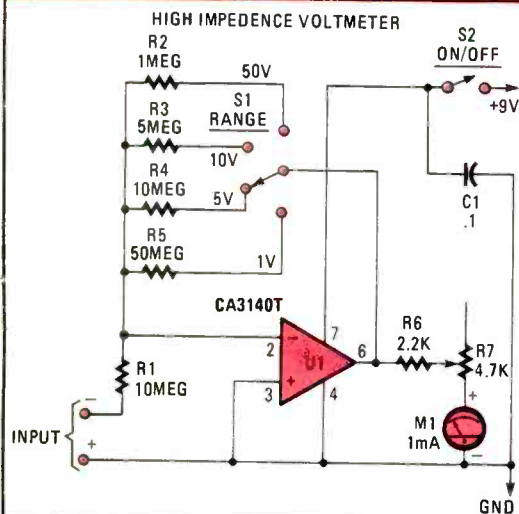 HIGH IMPEDENCE VOLTMETER
R2
1MEG
50V
S2
ON/OFF
+9V
R3
5MEG
S1
RANGE
10V
R4
10MEG
5V
C1
.1
R5
50MEG
1V
CA3140T
7
R6
2.2K
2
−
U1
6
R7
4.7K
R1
10MEG
3
+
4
+
M1
1mA
−
INPUT
−
+
GND